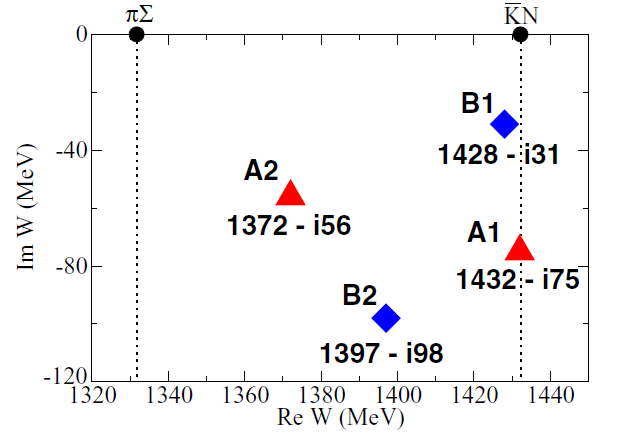 πΣ
K̅N
0
B1
1428 - i31
-40
A2
1372 - i56
Im W (MeV)
A1
-80
1432 - i75
B2
1397 - i98
-120
1320 1340 1360 1380 1400 1420 1440
Re W (MeV)